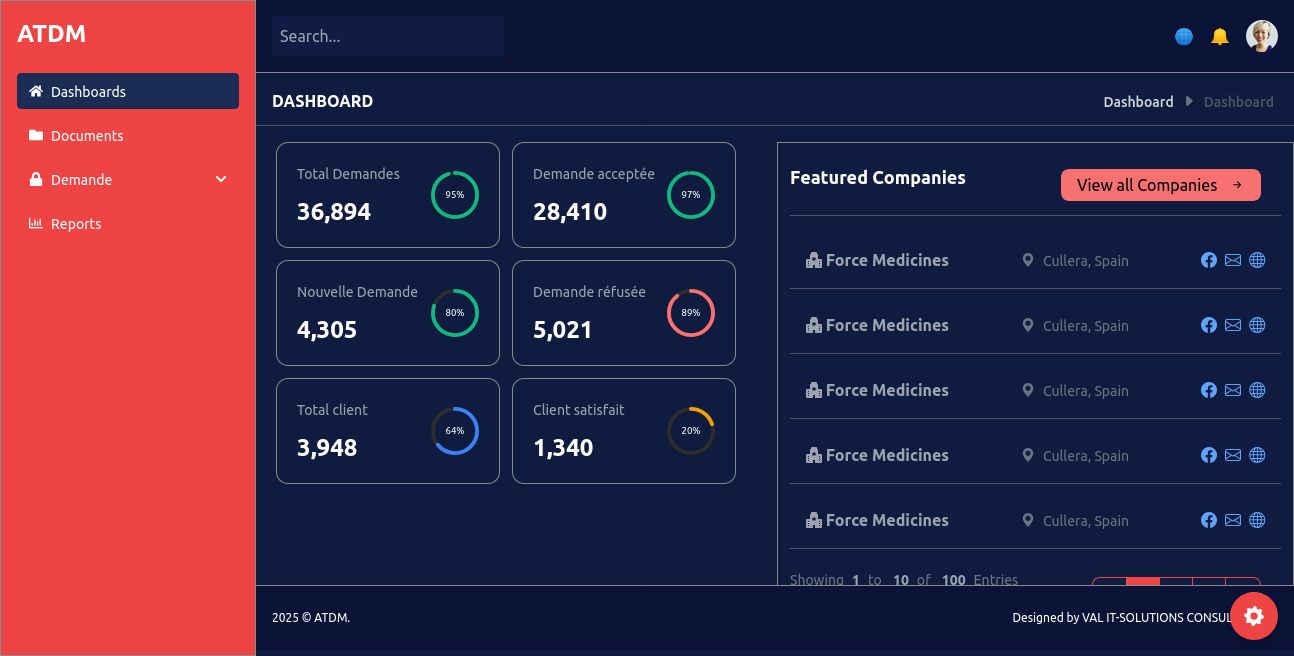 ATDM
Dashboards
Documents
Demande
Reports
Search...
DASHBOARD
Dashboard Dashboard
Total Demandes
36,894
95%
Demande acceptée
28,410
97%
Nouvelle Demande
4,305
80%
Demande réfusée
5,021
89%
Total client
3,948
64%
Client satisfait
1,340
20%
Featured Companies
View all Companies →
Force Medicines Cullera, Spain
Force Medicines Cullera, Spain
Force Medicines Cullera, Spain
Force Medicines Cullera, Spain
Force Medicines Cullera, Spain
Showing 1 to 10 of 100 Entries
2025 © ATDM.
Designed by VAL IT-SOLUTIONS CONSUL